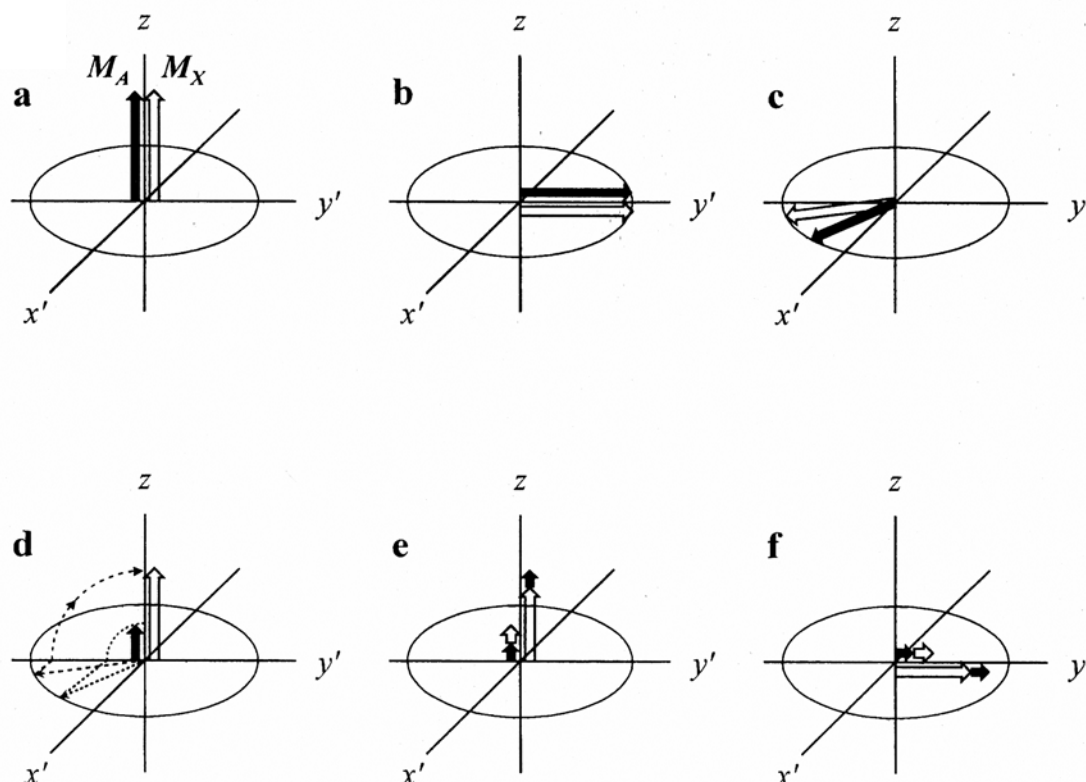 z z z
a M_A M_X b c
y′ y′ y
x′ x′ x′
z z z
d e f
y′ y′ y
x′ x′ x′